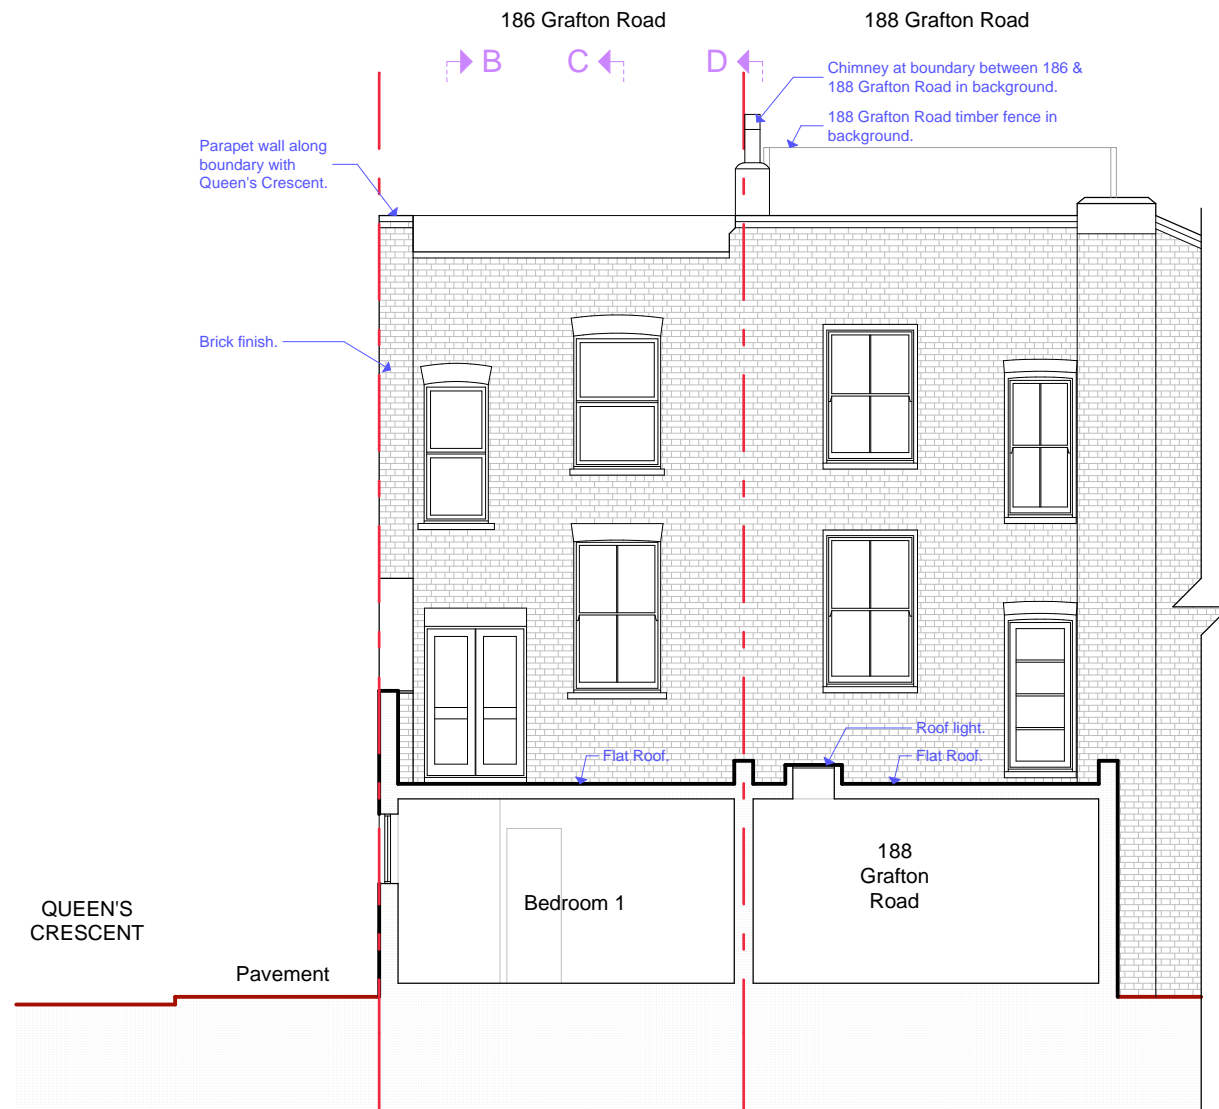 186 Grafton Road
188 Grafton Road
B
C
D
Chimney at boundary between 186 &
188 Grafton Road in background.
188 Grafton Road timber fence in
background.
Parapet wall along
boundary with
Queen's Crescent.
Brick finish.
Roof light.
Flat Roof.
Flat Roof.
188
Grafton
Road
Bedroom 1
QUEEN'S
CRESCENT
Pavement